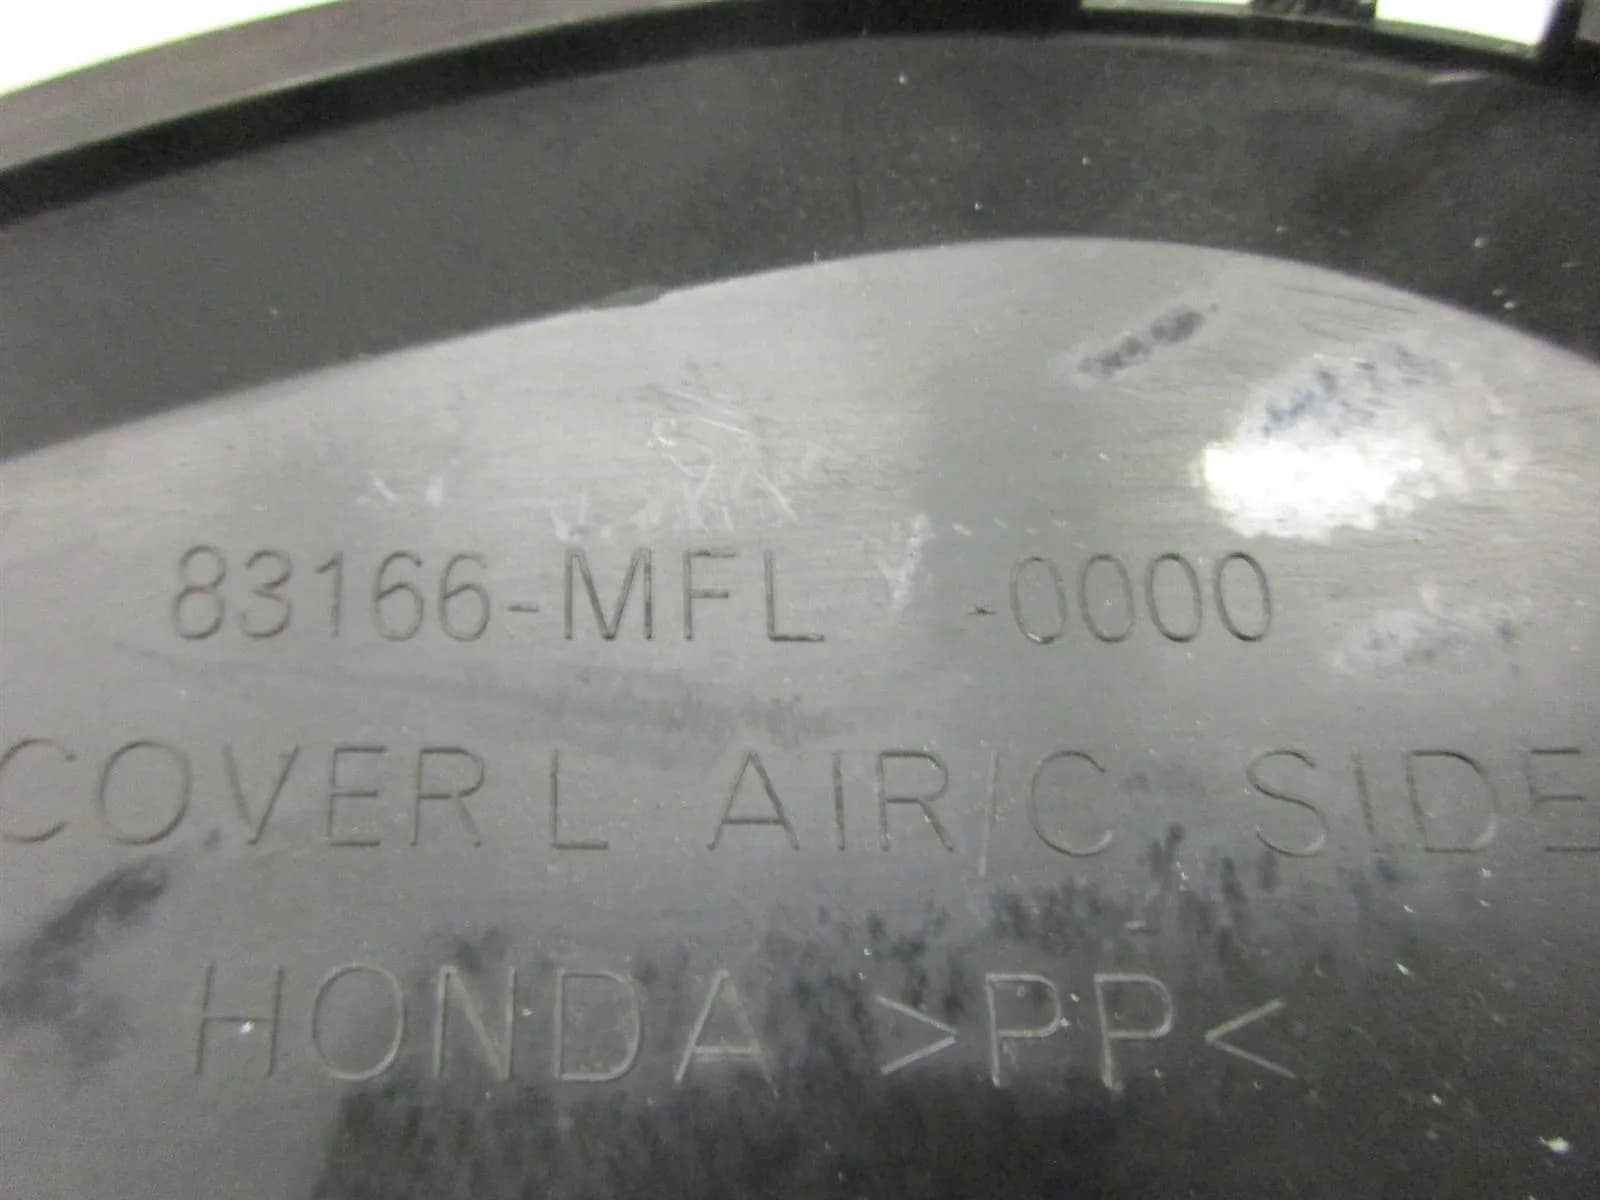 83166-MFL -0000
COVER L AIR/C SIDE
HONDA >PP<